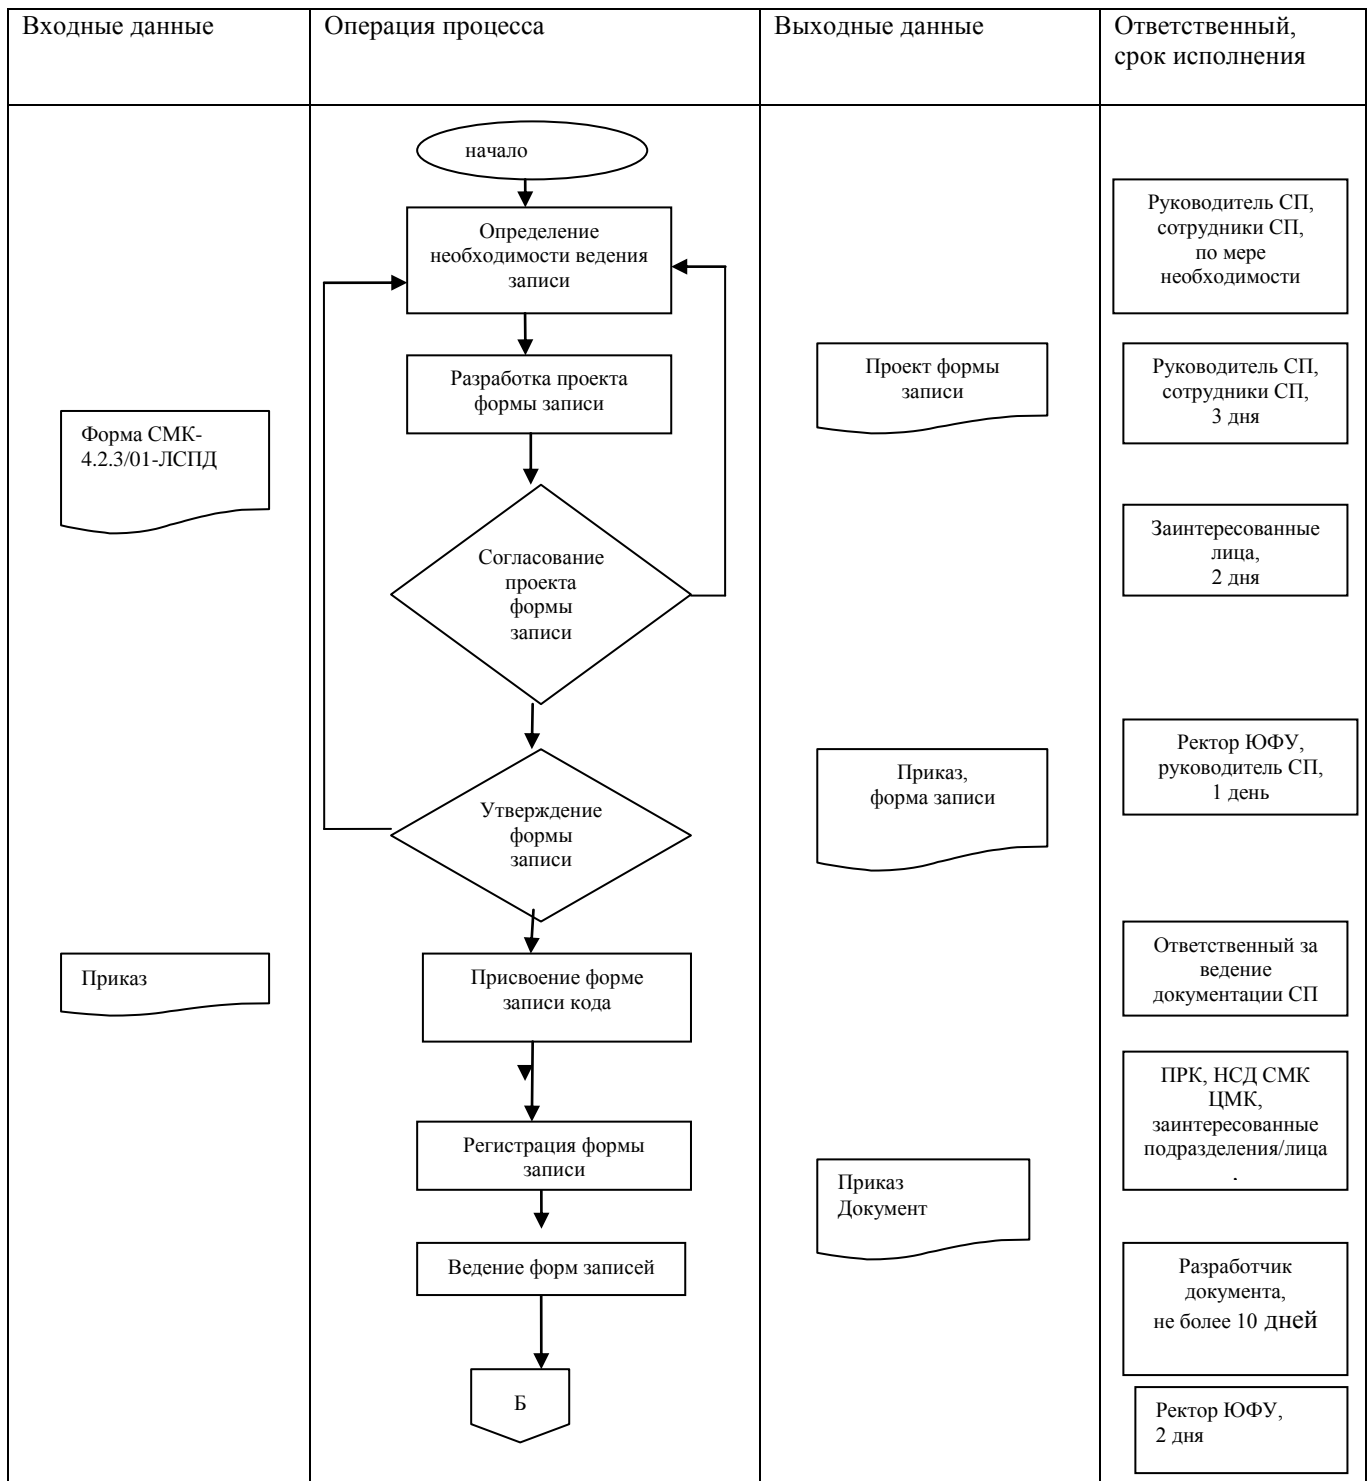 Входные данные
Операция процесса
Выходные данные
Ответственный,
срок исполнения
начало
Определение
необходимости ведения
записи
Руководитель СП,
сотрудники СП,
по мере
необходимости
Разработка проекта
формы записи
Проект формы
записи
Руководитель СП,
сотрудники СП,
3 дня
Форма СМК-
4.2.3/01-ЛСПД
Согласование
проекта
формы
записи
Заинтересованные
лица,
2 дня
Утверждение
формы
записи
Приказ,
форма записи
Ректор ЮФУ,
руководитель СП,
1 день
Приказ
Присвоение форме
записи кода
Ответственный за
ведение
документации СП
Регистрация формы
записи
ПРК, НСД СМК
ЦМК,
заинтересованные
подразделения/лица
.
Приказ
Документ
Ведение форм записей
Разработчик
документа,
не более 10 дней
Б
Ректор ЮФУ,
2 дня